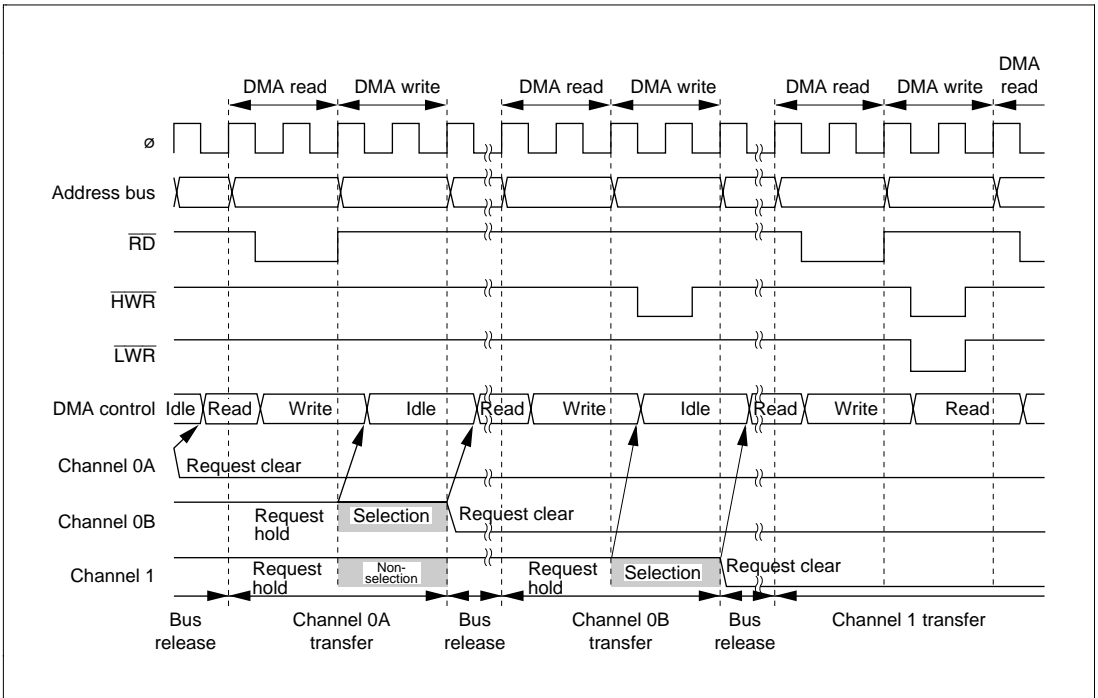 DMA
DMA read DMA write DMA read DMA write DMA read DMA write read
ø
Address bus
RD
HWR
LWR
DMA control Idle Read Write Idle Read Write Idle Read Write Read
Channel 0A Request clear
Channel 0B Request hold Selection Request clear
Channel 1 Request hold Non-selection Request hold Selection Request clear
Bus release Channel 0A transfer Bus release Channel 0B transfer Bus release Channel 1 transfer